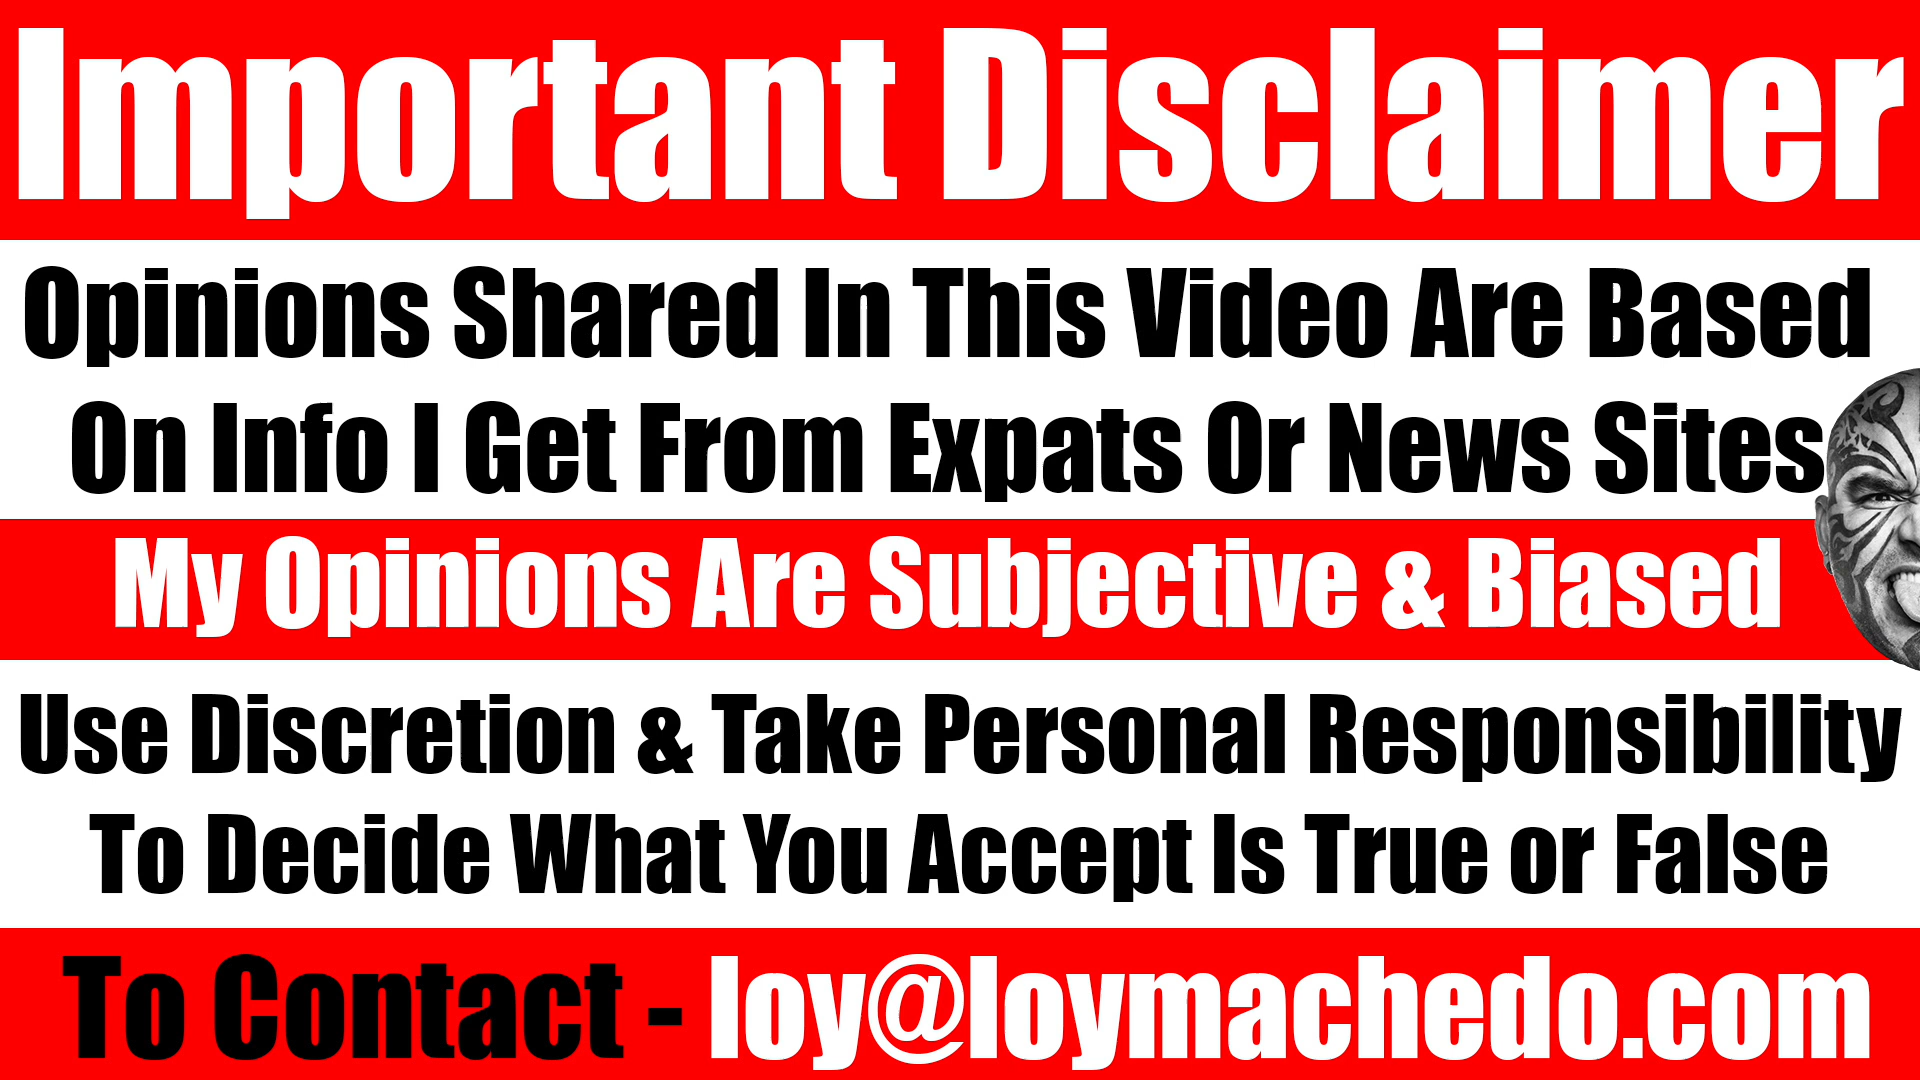 Important Disclaimer
Opinions Shared In This Video Are Based
On Info I Get From Expats Or News Sites
My Opinions Are Subjective & Biased
Use Discretion & Take Personal Responsibility
To Decide What You Accept Is True or False
To Contact - loy@loymachedo.com